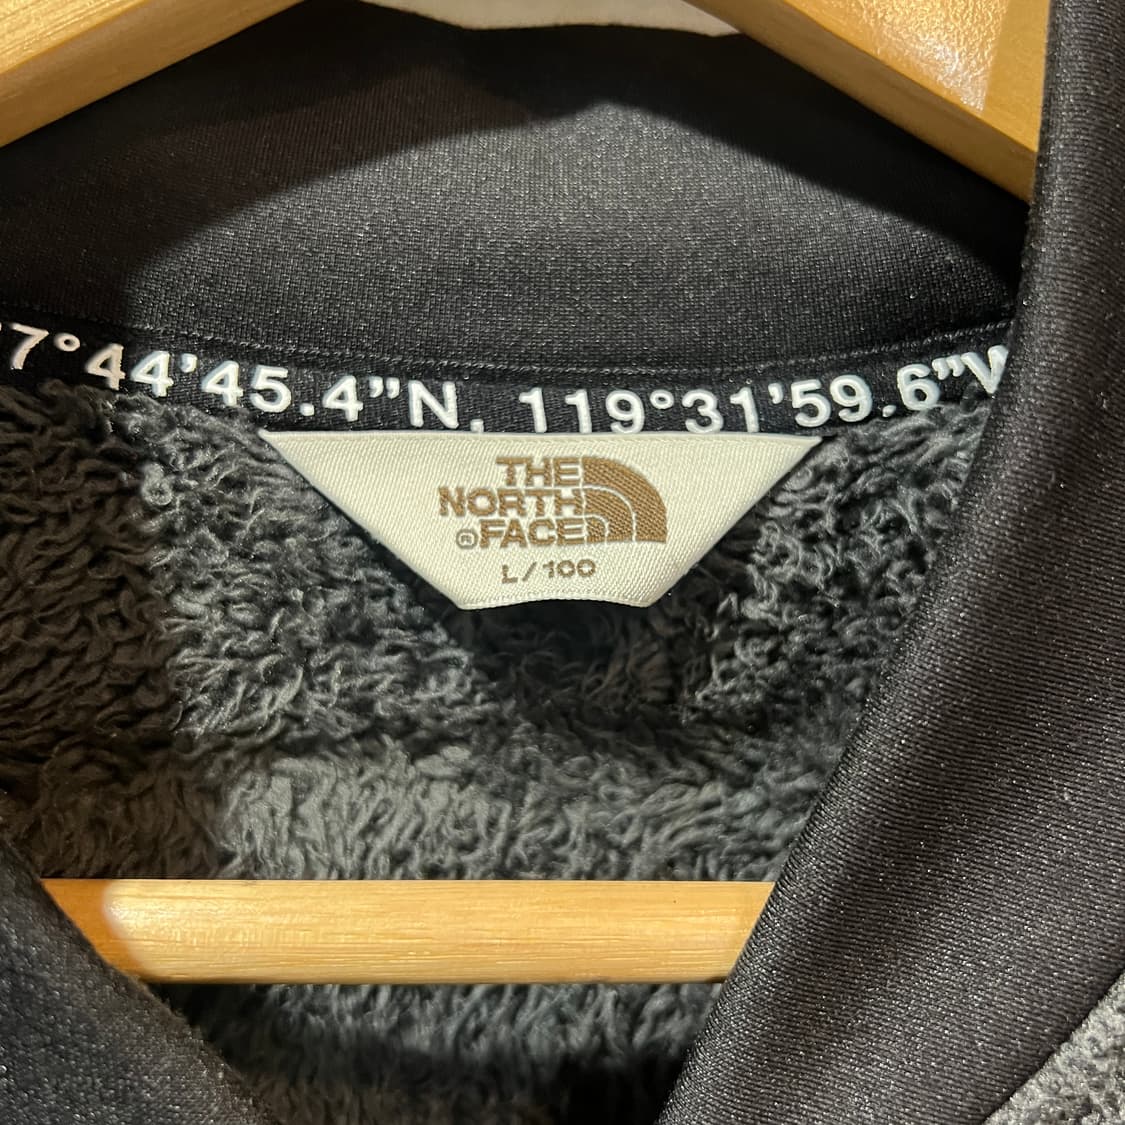 7°44'45.4"N, 119°31'59.6"W
THE
NORTH
®FACE
L/100